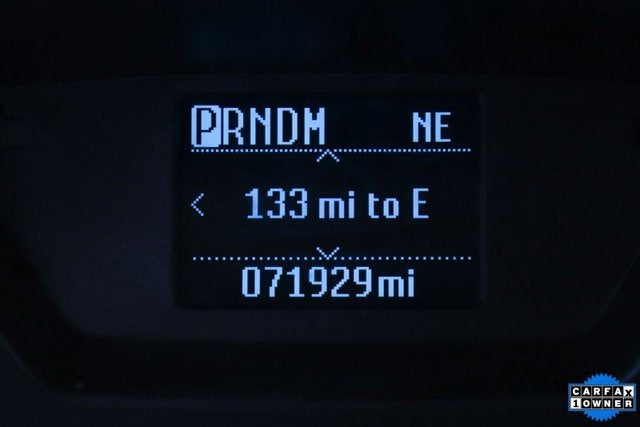 PRNDM NE
133 mi to E
071929mi
CARFAX
1 OWNER